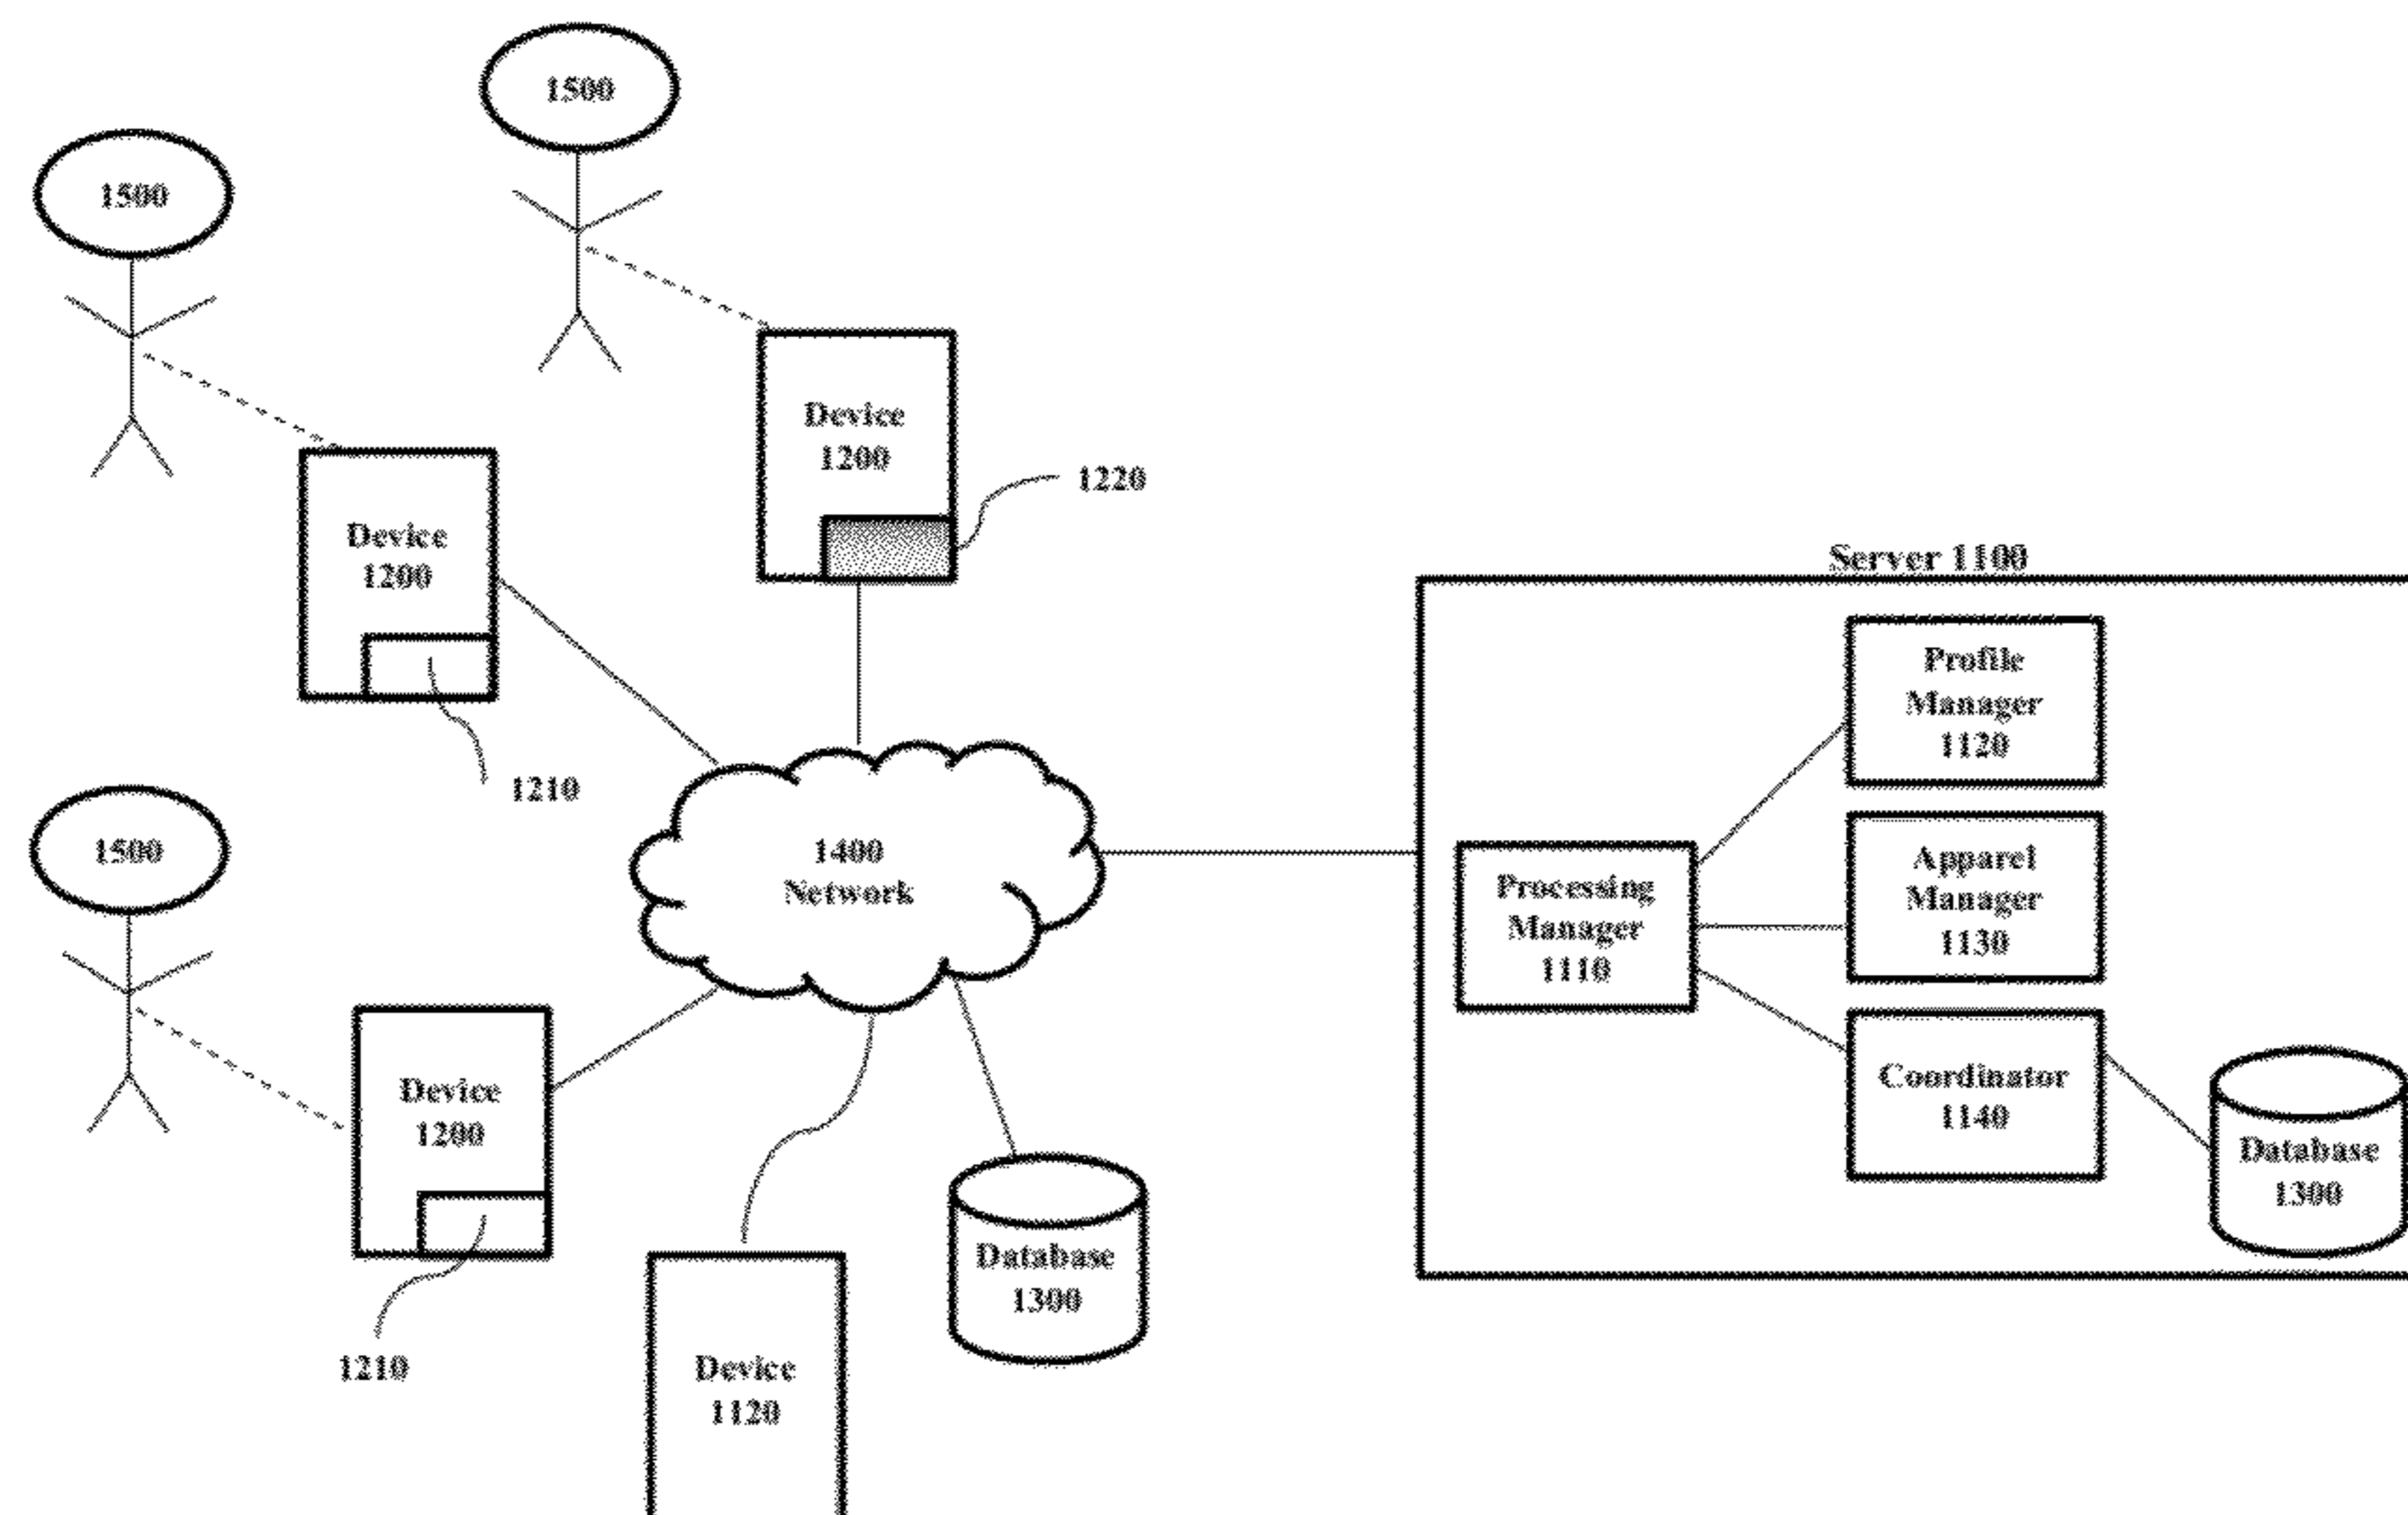 1500
1500
Device
1200
1220
Device
1200
Server 1100
Profile
Manager
1120
1210
1500
1400
Network
Apparel
Manager
1130
Processing
Manager
1110
Device
1200
Coordinator
1140
Database
1300
Database
1300
1210
Device
1120